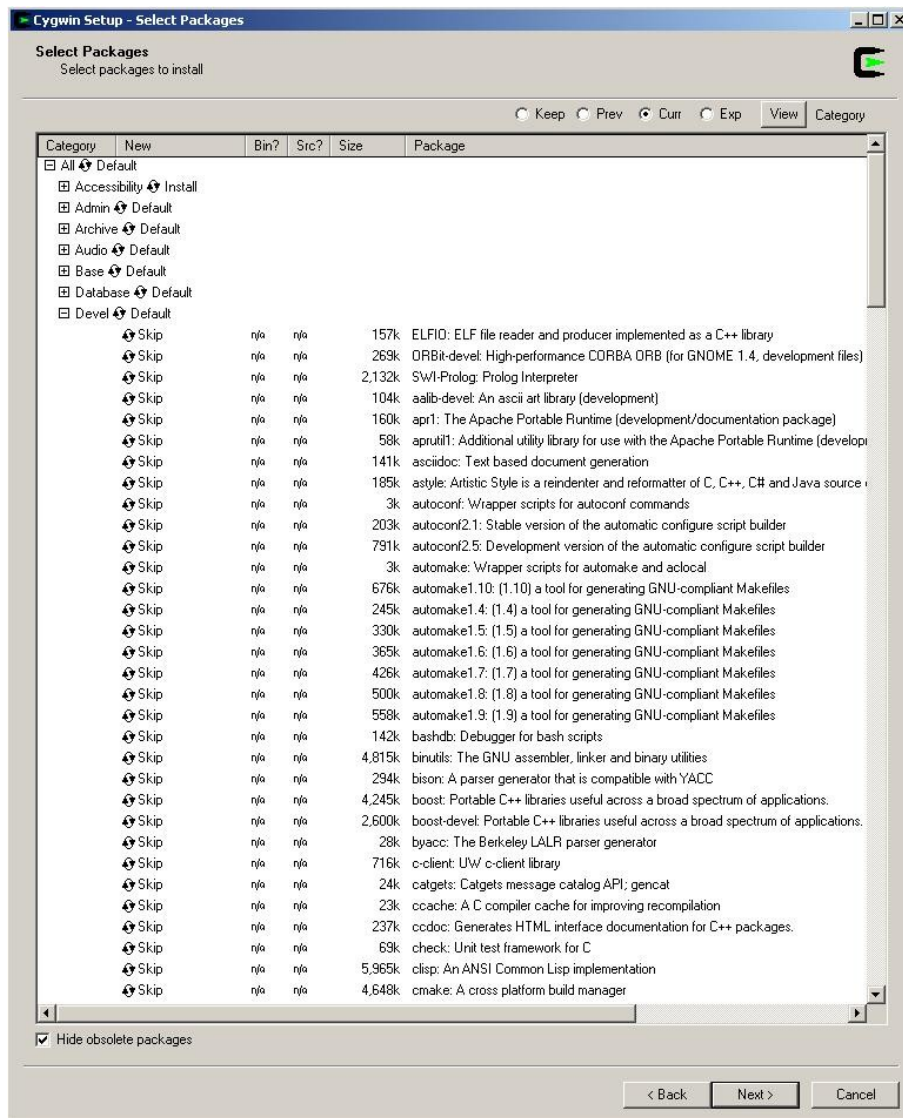 Cygwin Setup - Select Packages
Select Packages
Select packages to install
Keep Prev Curr Exp View Category
Category New Bin? Src? Size Package
All Default
Accessibility Install
Admin Default
Archive Default
Audio Default
Base Default
Database Default
Devel Default
Skip n/a n/a 157k ELFIO: ELF file reader and producer implemented as a C++ library
Skip n/a n/a 269k ORBit-devel: High-performance CORBA ORB (for GNOME 1.4, development files)
Skip n/a n/a 2,132k SWI-Prolog: Prolog Interpreter
Skip n/a n/a 104k aalib-devel: An ascii art library (development)
Skip n/a n/a 160k apr1: The Apache Portable Runtime (development/documentation package)
Skip n/a n/a 58k aprutil1: Additional utility library for use with the Apache Portable Runtime (develop
Skip n/a n/a 141k asciidoc: Text based document generation
Skip n/a n/a 185k astyle: Artistic Style is a reindenter and reformatter of C, C++, C# and Java source
Skip n/a n/a 3k autoconf: Wrapper scripts for autoconf commands
Skip n/a n/a 203k autoconf2.1: Stable version of the automatic configure script builder
Skip n/a n/a 791k autoconf2.5: Development version of the automatic configure script builder
Skip n/a n/a 3k automake: Wrapper scripts for automake and aclocal
Skip n/a n/a 676k automake1.10: (1.10) a tool for generating GNU-compliant Makefiles
Skip n/a n/a 245k automake1.4: (1.4) a tool for generating GNU-compliant Makefiles
Skip n/a n/a 330k automake1.5: (1.5) a tool for generating GNU-compliant Makefiles
Skip n/a n/a 365k automake1.6: (1.6) a tool for generating GNU-compliant Makefiles
Skip n/a n/a 426k automake1.7: (1.7) a tool for generating GNU-compliant Makefiles
Skip n/a n/a 500k automake1.8: (1.8) a tool for generating GNU-compliant Makefiles
Skip n/a n/a 558k automake1.9: (1.9) a tool for generating GNU-compliant Makefiles
Skip n/a n/a 142k bashdb: Debugger for bash scripts
Skip n/a n/a 4,815k binutils: The GNU assembler, linker and binary utilities
Skip n/a n/a 294k bison: A parser generator that is compatible with YACC
Skip n/a n/a 4,245k boost: Portable C++ libraries useful across a broad spectrum of applications.
Skip n/a n/a 2,600k boost-devel: Portable C++ libraries useful across a broad spectrum of applications.
Skip n/a n/a 28k byacc: The Berkeley LALR parser generator
Skip n/a n/a 716k c-client: UW c-client library
Skip n/a n/a 24k catgets: Catgets message catalog API; gencat
Skip n/a n/a 23k ccache: A C compiler cache for improving recompilation
Skip n/a n/a 237k ccdoc: Generates HTML interface documentation for C++ packages.
Skip n/a n/a 69k check: Unit test framework for C
Skip n/a n/a 5,965k clisp: An ANSI Common Lisp implementation
Skip n/a n/a 4,648k cmake: A cross platform build manager
Hide obsolete packages
< Back Next > Cancel